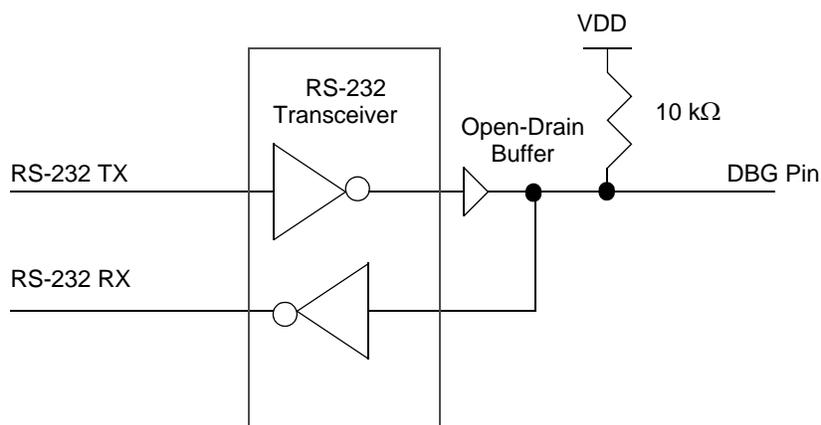 VDD
RS-232
Transceiver
10 kΩ
Open-Drain
Buffer
RS-232 TX
DBG Pin
RS-232 RX